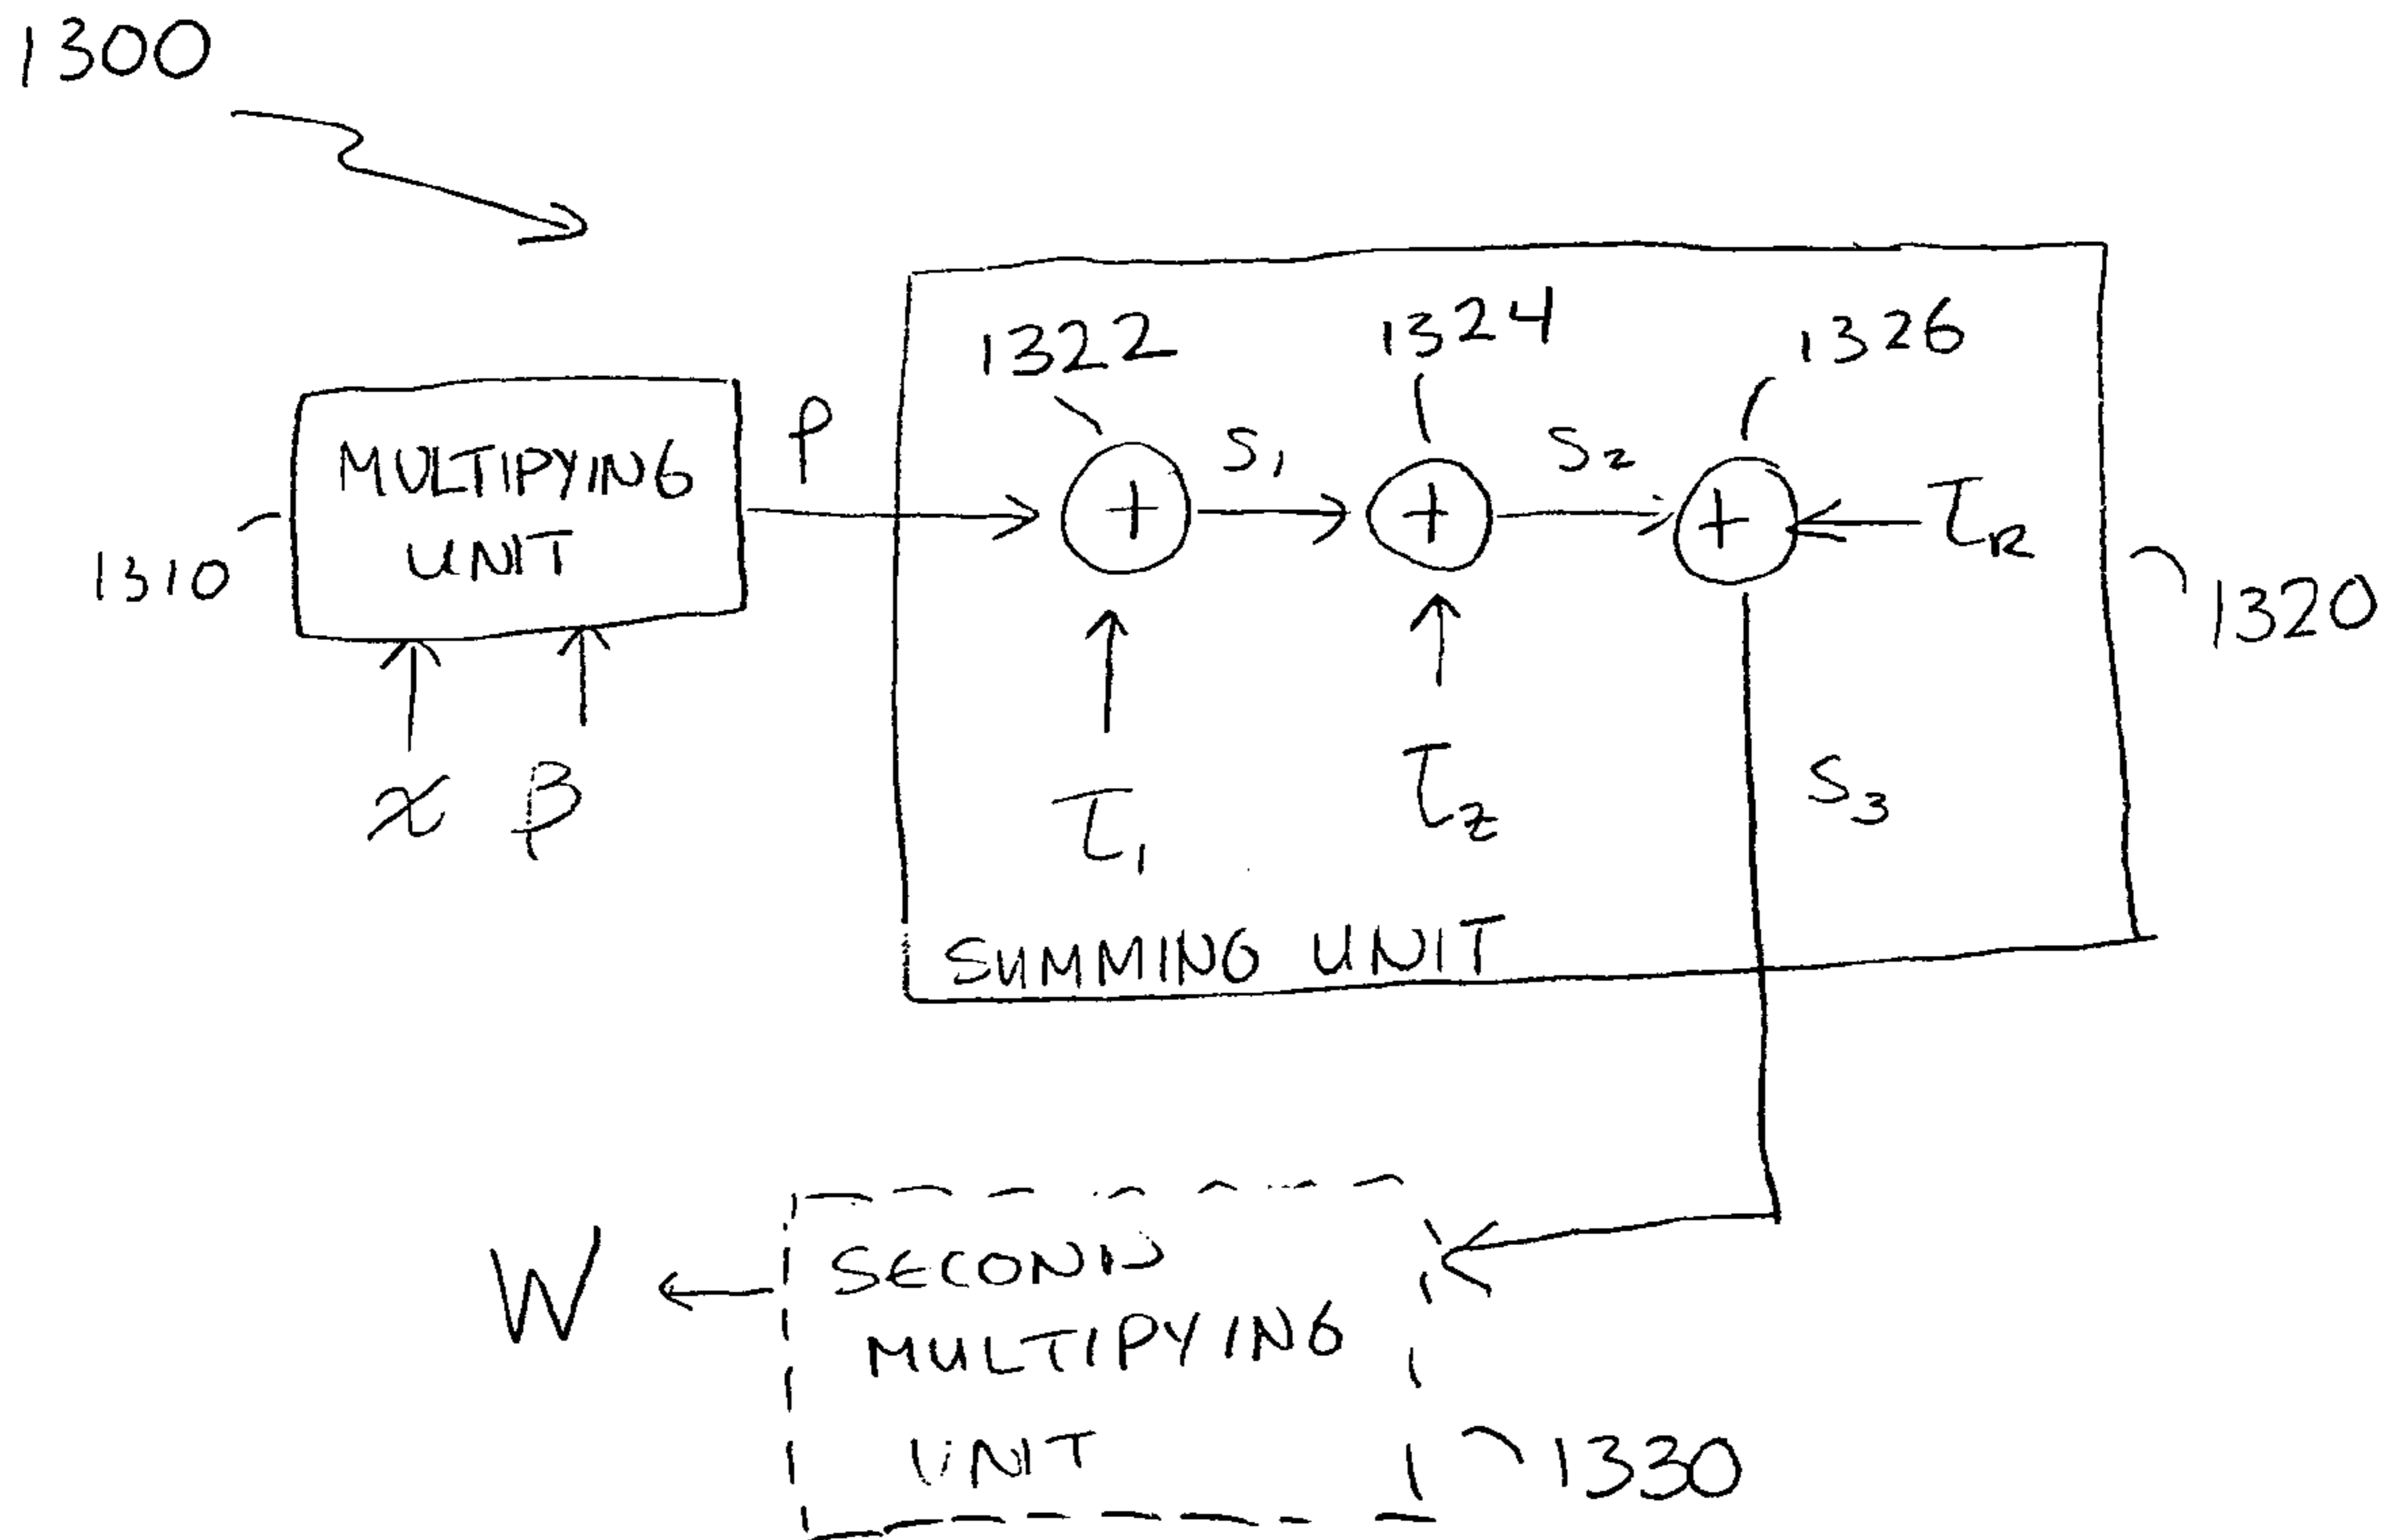 1300
1322
1324
1326
MULTIPYING
UNIT
P
S₁
S₂
τ_R
1310
1320
x β
τ₁
τ₂
S₃
SUMMING UNIT
W
SECOND
MULTIPYING
UNIT
1330